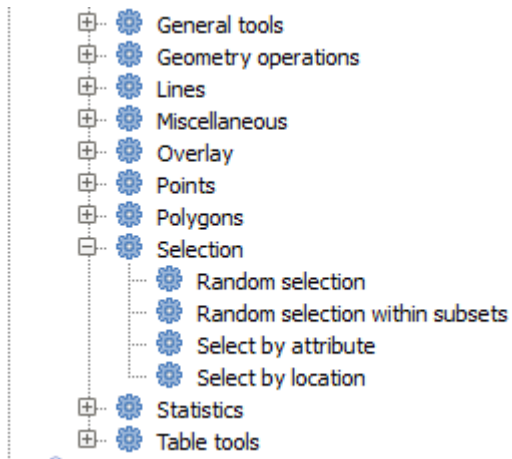 General tools
Geometry operations
Lines
Miscellaneous
Overlay
Points
Polygons
Selection
Random selection
Random selection within subsets
Select by attribute
Select by location
Statistics
Table tools